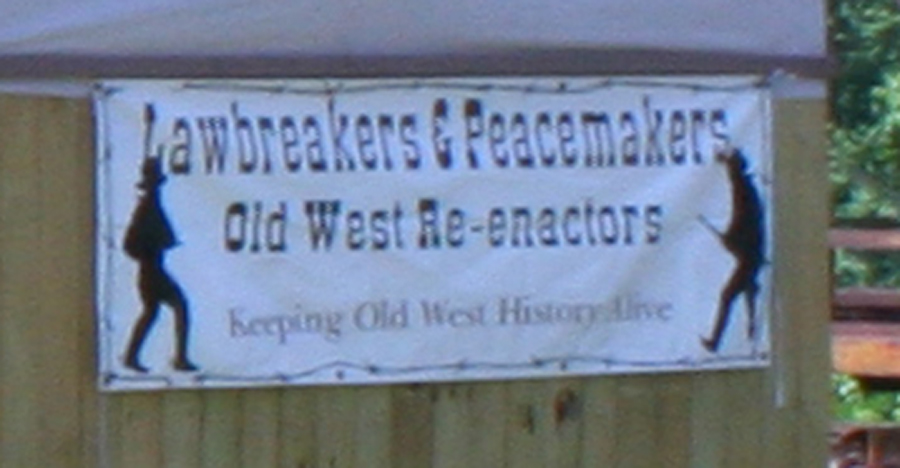 Lawbreakers & Peacemakers
Old West Re-enactors
Keeping Old West History Alive